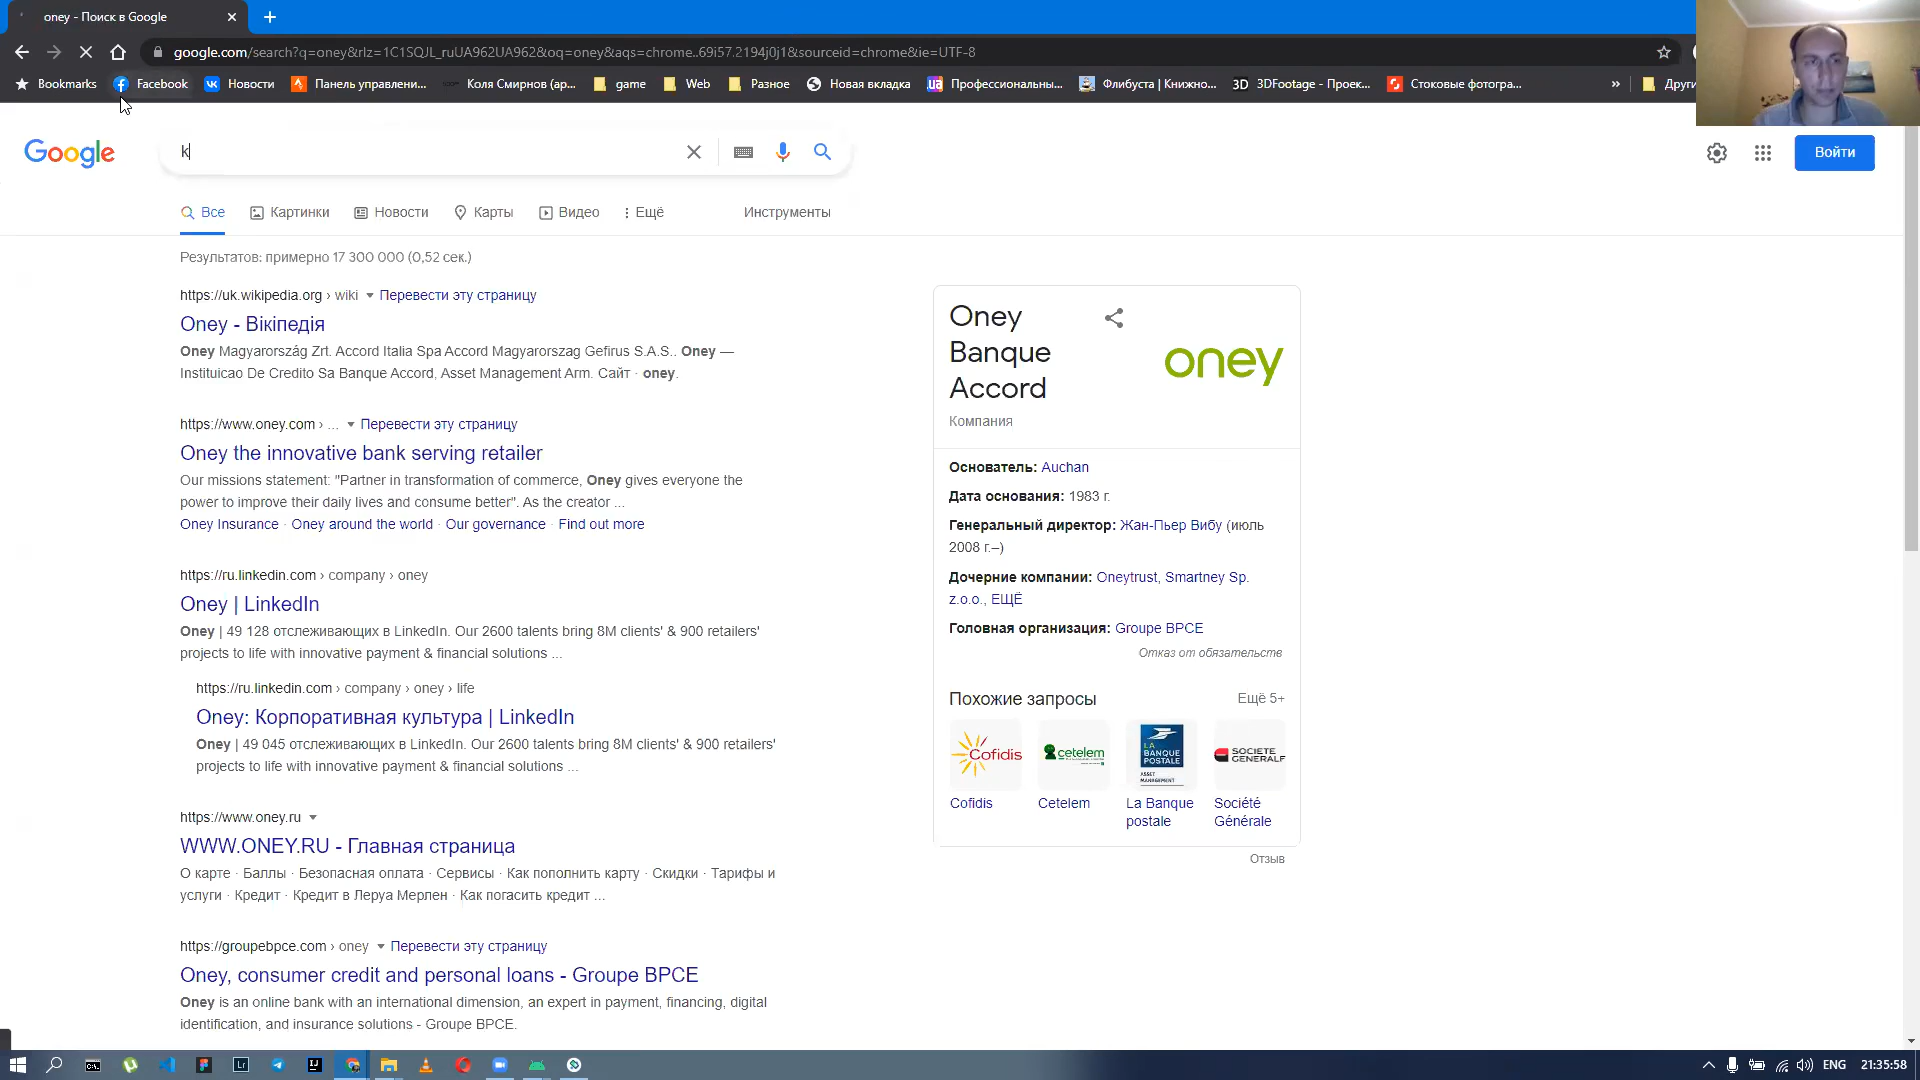 oney - Поиск в Google
google.com/search?q=oney&rlz=1C1SQJL_ruUA962UA962&oq=oney&aqs=chrome..69i57.2194j0j1&sourceid=chrome&ie=UTF-8
Bookmarks Facebook Новости Панель управлени... Коля Смирнов (ар... game Web Разное Новая вкладка Профессиональны... Флибуста | Книжно... 3D 3DFootage - Проек... Стоковые фотогра... » Други
Google k Войти
Все Картинки Новости Карты Видео Ещё Инструменты
Результатов: примерно 17 300 000 (0,52 сек.)
https://uk.wikipedia.org › wiki Перевести эту страницу
Oney - Вікіпедія
Oney Magyarország Zrt. Accord Italia Spa Accord Magyarorszag Gefirus S.A.S.. Oney —
Instituicao De Credito Sa Banque Accord, Asset Management Arm. Сайт · oney.
https://www.oney.com › ... Перевести эту страницу
Oney the innovative bank serving retailer
Our missions statement: "Partner in transformation of commerce, Oney gives everyone the
power to improve their daily lives and consume better". As the creator ...
Oney Insurance · Oney around the world · Our governance · Find out more
https://ru.linkedin.com › company › oney
Oney | LinkedIn
Oney | 49 128 отслеживающих в LinkedIn. Our 2600 talents bring 8M clients' & 900 retailers'
projects to life with innovative payment & financial solutions ...
https://ru.linkedin.com › company › oney › life
Oney: Корпоративная культура | LinkedIn
Oney | 49 045 отслеживающих в LinkedIn. Our 2600 talents bring 8M clients' & 900 retailers'
projects to life with innovative payment & financial solutions ...
https://www.oney.ru
WWW.ONEY.RU - Главная страница
О карте · Баллы · Безопасная оплата · Сервисы · Как пополнить карту · Скидки · Тарифы и
услуги · Кредит · Кредит в Леруа Мерлен · Как погасить кредит ...
https://groupebpce.com › oney Перевести эту страницу
Oney, consumer credit and personal loans - Groupe BPCE
Oney is an online bank with an international dimension, an expert in payment, financing, digital
identification, and insurance solutions - Groupe BPCE.
Oney
Banque
Accord
oney
Компания
Основатель: Auchan
Дата основания: 1983 г.
Генеральный директор: Жан-Пьер Вибу (июль
2008 г.–)
Дочерние компании: Oneytrust, Smartney Sp.
z.o.o., ЕЩЁ
Головная организация: Groupe BPCE
Отказ от обязательств
Похожие запросы Ещё 5+
Cofidis cetelem LA BANQUE POSTALE ASSET MANAGEMENT SOCIETE GENERALE
Cofidis Cetelem La Banque Société
postale Générale
Отзыв
Lr IJ ENG 21:35:58